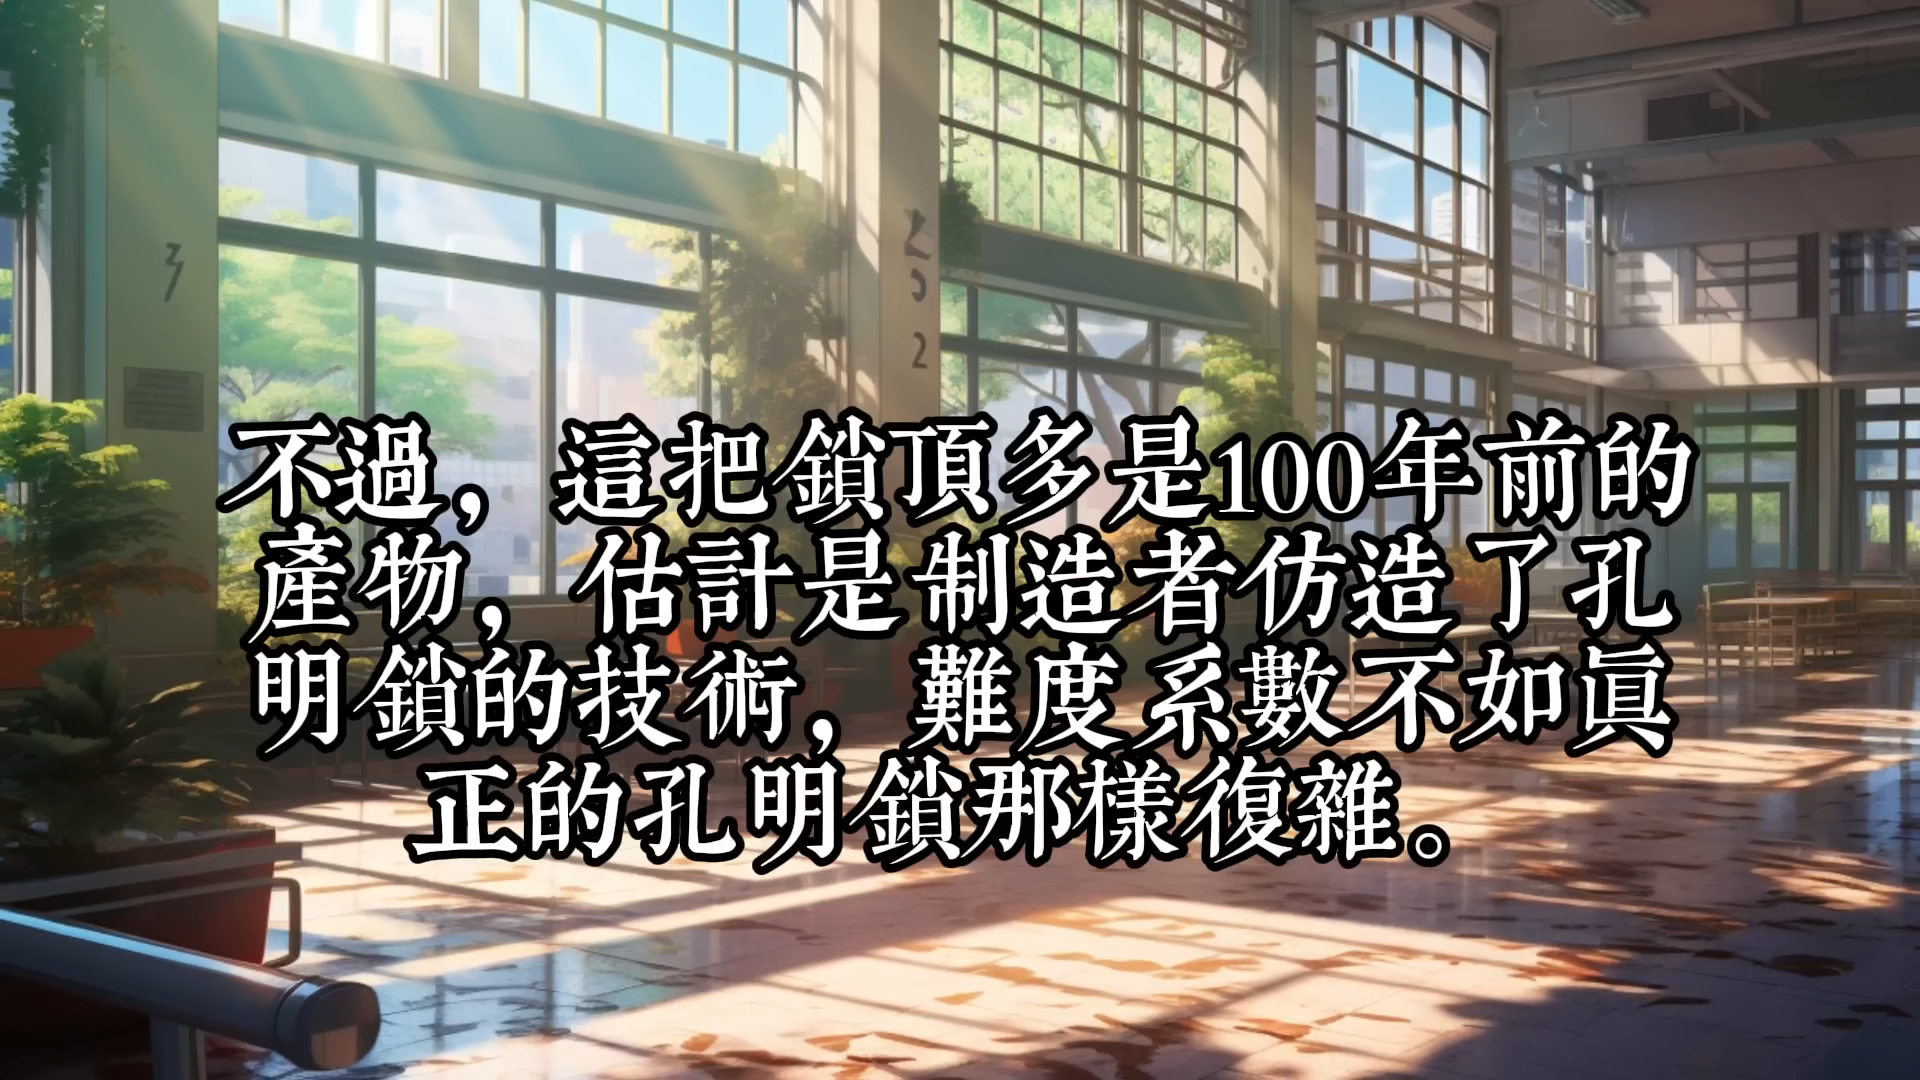 不過，這把鎖頂多是100年前的
產物，估計是制造者仿造了孔
明鎖的技術，難度系數不如眞
正的孔明鎖那樣復雜。